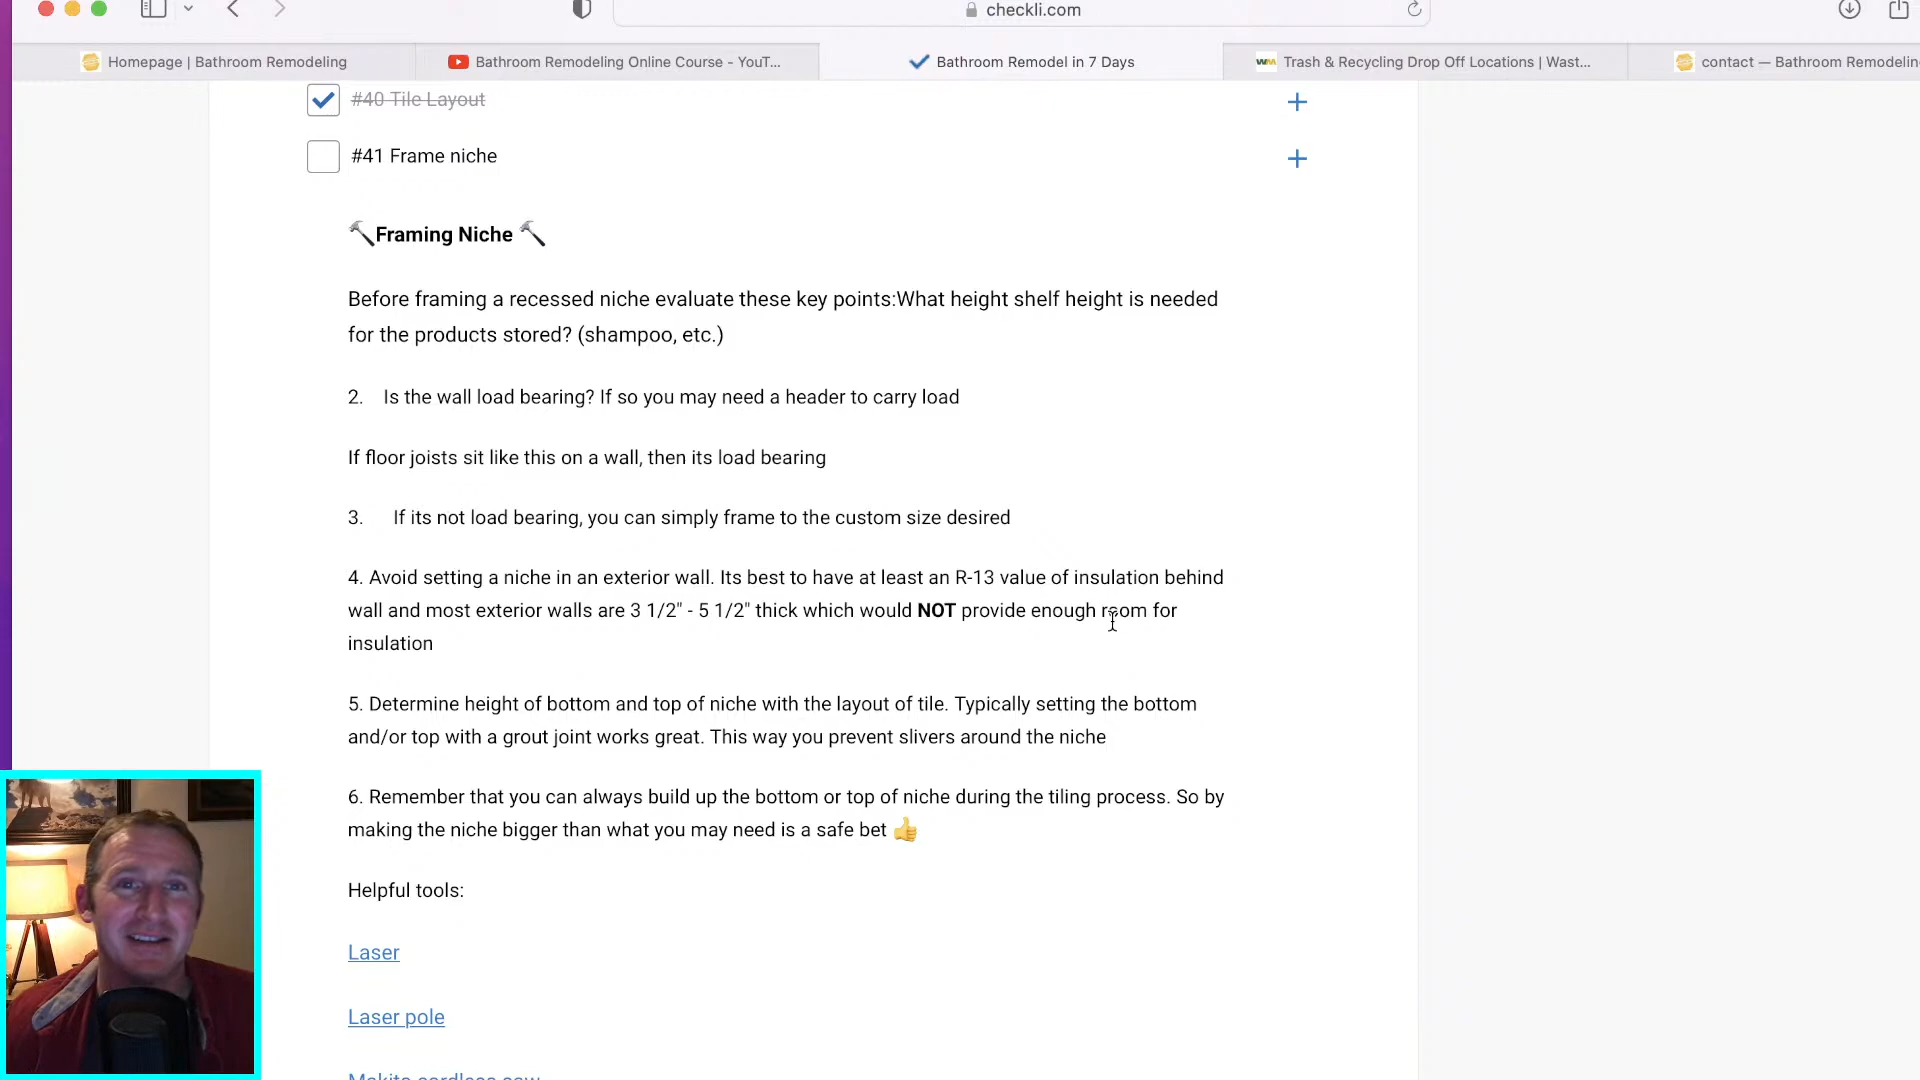 checkli.com
Homepage | Bathroom Remodeling
Bathroom Remodeling Online Course - YouT...
Bathroom Remodel in 7 Days
WM Trash & Recycling Drop Off Locations | Wast...
contact — Bathroom Remodelin
#40 Tile Layout
#41 Frame niche
🔨Framing Niche 🔨
Before framing a recessed niche evaluate these key points:What height shelf height is needed
for the products stored? (shampoo, etc.)
2. Is the wall load bearing? If so you may need a header to carry load
If floor joists sit like this on a wall, then its load bearing
3. If its not load bearing, you can simply frame to the custom size desired
4. Avoid setting a niche in an exterior wall. Its best to have at least an R-13 value of insulation behind
wall and most exterior walls are 3 1/2" - 5 1/2" thick which would NOT provide enough room for
insulation
5. Determine height of bottom and top of niche with the layout of tile. Typically setting the bottom
and/or top with a grout joint works great. This way you prevent slivers around the niche
6. Remember that you can always build up the bottom or top of niche during the tiling process. So by
making the niche bigger than what you may need is a safe bet 👍
Helpful tools:
Laser
Laser pole
Makita cordless saw